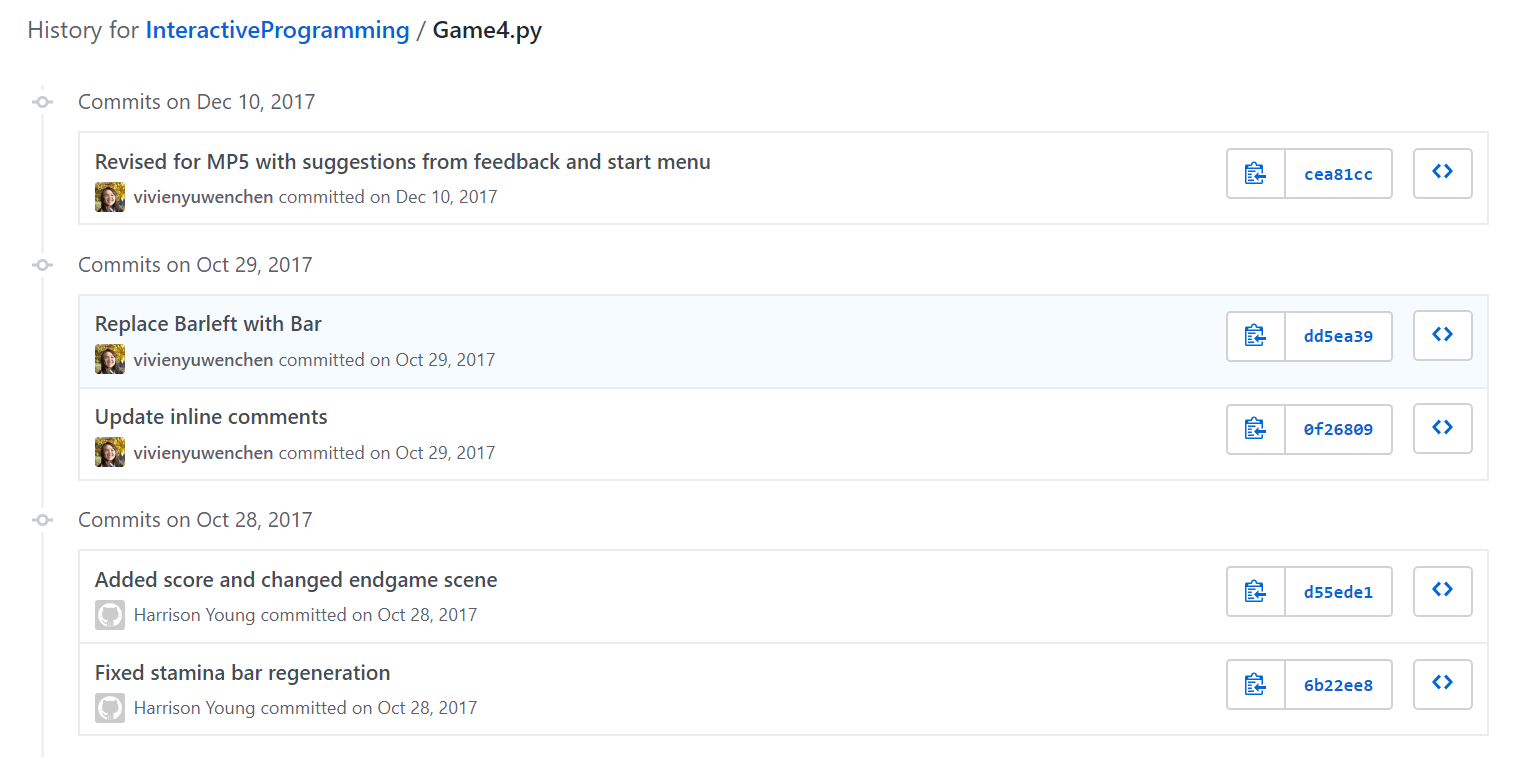 History for InteractiveProgramming / Game4.py
Commits on Dec 10, 2017
Revised for MP5 with suggestions from feedback and start menu
vivienyuwenchen committed on Dec 10, 2017
cea81cc
Commits on Oct 29, 2017
Replace Barleft with Bar
vivienyuwenchen committed on Oct 29, 2017
dd5ea39
Update inline comments
vivienyuwenchen committed on Oct 29, 2017
0f26809
Commits on Oct 28, 2017
Added score and changed endgame scene
Harrison Young committed on Oct 28, 2017
d55ede1
Fixed stamina bar regeneration
Harrison Young committed on Oct 28, 2017
6b22ee8